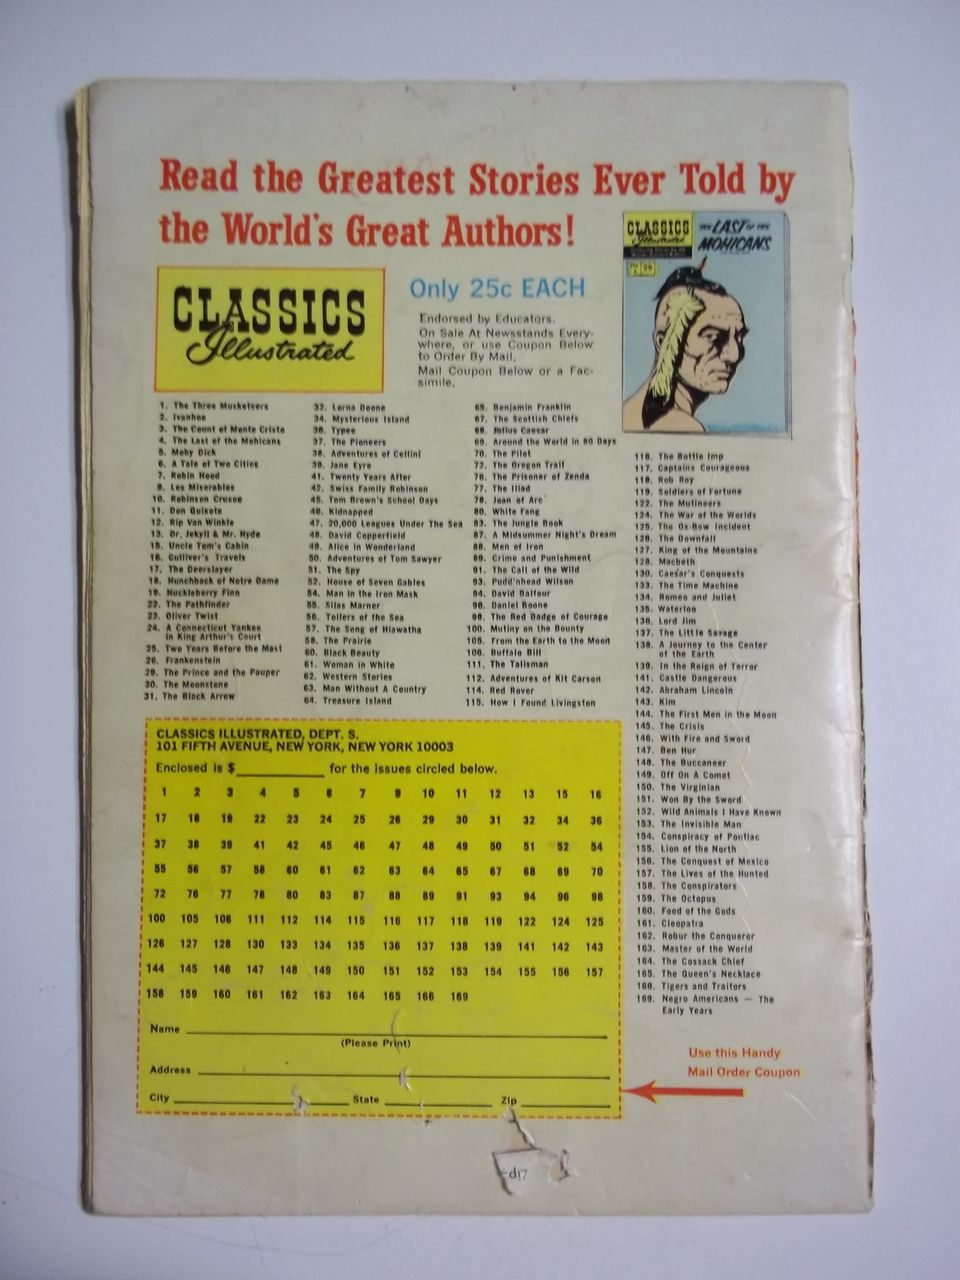 Read the Greatest Stories Ever Told by
the World's Great Authors!
CLASSICS
Illustrated
Only 25c EACH
Endorsed by Educators.
On Sale At Newsstands Every-
where, or use Coupon Below
to Order By Mail.
Mail Coupon Below or a Fac-
simile.
CLASSICS
Illustrated
THE LAST OF THE
MOHICANS
1. The Three Musketeers
2. Ivanhoe
3. The Count of Monte Cristo
4. The Last of the Mohicans
5. Moby Dick
6. A Tale of Two Cities
7. Robin Hood
9. Les Miserables
10. Robinson Crusoe
11. Don Quixote
12. Rip Van Winkle
13. Dr. Jekyll & Mr. Hyde
15. Uncle Tom's Cabin
16. Gulliver's Travels
17. The Deerslayer
18. Hunchback of Notre Dame
19. Huckleberry Finn
22. The Pathfinder
23. Oliver Twist
24. A Connecticut Yankee
in King Arthur's Court
25. Two Years Before the Mast
26. Frankenstein
29. The Prince and the Pauper
30. The Moonstone
31. The Black Arrow
32. Lorna Doone
34. Mysterious Island
36. Typee
37. The Pioneers
38. Adventures of Cellini
39. Jane Eyre
41. Twenty Years After
42. Swiss Family Robinson
45. Tom Brown's School Days
46. Kidnapped
47. 20,000 Leagues Under The Sea
48. David Copperfield
49. Alice in Wonderland
50. Adventures of Tom Sawyer
51. The Spy
52. House of Seven Gables
54. Man in the Iron Mask
55. Silas Marner
56. Toilers of the Sea
57. The Song of Hiawatha
58. The Prairie
60. Black Beauty
61. Woman in White
62. Western Stories
63. Man Without A Country
64. Treasure Island
65. Benjamin Franklin
67. The Scottish Chiefs
68. Julius Caesar
69. Around the World in 80 Days
70. The Pilot
72. The Oregon Trail
76. The Prisoner of Zenda
77. The Iliad
78. Joan of Arc
80. White Fang
83. The Jungle Book
87. A Midsummer Night's Dream
88. Men of Iron
89. Crime and Punishment
91. The Call of the Wild
93. Pudd'nhead Wilson
94. David Balfour
96. Daniel Boone
98. The Red Badge of Courage
100. Mutiny on the Bounty
105. From the Earth to the Moon
106. Buffalo Bill
111. The Talisman
112. Adventures of Kit Carson
114. Red Rover
115. How I Found Livingston
116. The Bottle Imp
117. Captains Courageous
118. Rob Roy
119. Soldiers of Fortune
122. The Mutineers
124. The War of the Worlds
125. The Ox-Bow Incident
126. The Downfall
127. King of the Mountains
128. Macbeth
130. Caesar's Conquests
133. The Time Machine
134. Romeo and Juliet
135. Waterloo
136. Lord Jim
137. The Little Savage
138. A Journey to the Center
of the Earth
139. In the Reign of Terror
141. Castle Dangerous
142. Abraham Lincoln
143. Kim
144. The First Men in the Moon
145. The Crisis
146. With Fire and Sword
147. Ben Hur
148. The Buccaneer
149. Off On A Comet
150. The Virginian
151. Won By the Sword
152. Wild Animals I Have Known
153. The Invisible Man
154. Conspiracy of Pontiac
155. Lion of the North
156. The Conquest of Mexico
157. The Lives of the Hunted
158. The Conspirators
159. The Octopus
160. Food of the Gods
161. Cleopatra
162. Robur the Conqueror
163. Master of the World
164. The Cossack Chief
165. The Queen's Necklace
166. Tigers and Traitors
169. Negro Americans — The
Early Years
CLASSICS ILLUSTRATED, DEPT. S.
101 FIFTH AVENUE, NEW YORK, NEW YORK 10003
Enclosed is $ for the issues circled below.
1 2 3 4 5 6 7 9 10 11 12 13 15 16
17 18 19 22 23 24 25 26 29 30 31 32 34 36
37 38 39 41 42 45 46 47 48 49 50 51 52 54
55 56 57 58 60 61 62 63 64 65 67 68 69 70
72 76 77 78 80 83 87 88 89 91 93 94 96 98
100 105 106 111 112 114 115 116 117 118 119 122 124 125
126 127 128 130 133 134 135 136 137 138 139 141 142 143
144 145 146 147 148 149 150 151 152 153 154 155 156 157
158 159 160 161 162 163 164 165 166 169
Name
(Please Print)
Address
City State Zip
Use this Handy
Mail Order Coupon
d17